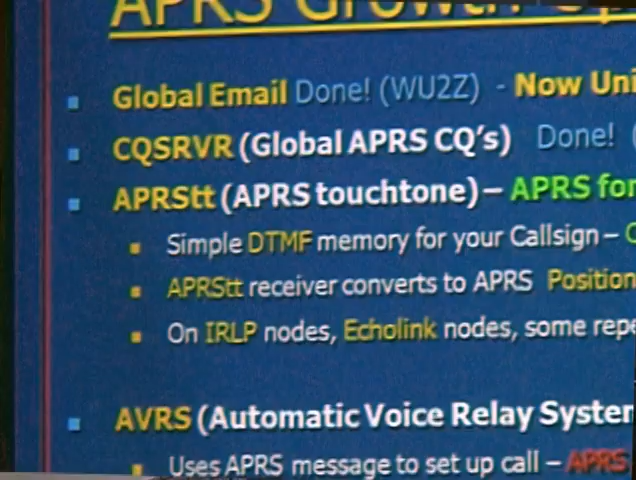 APRS Growth
Global Email Done! (WU2Z) - Now Uni
CQSRVR (Global APRS CQ's) Done! (
APRStt (APRS touchtone) – APRS for
Simple DTMF memory for your Callsign –
APRStt receiver converts to APRS Position
On IRLP nodes, Echolink nodes, some repe
AVRS (Automatic Voice Relay System
Uses APRS message to set up call – APRS